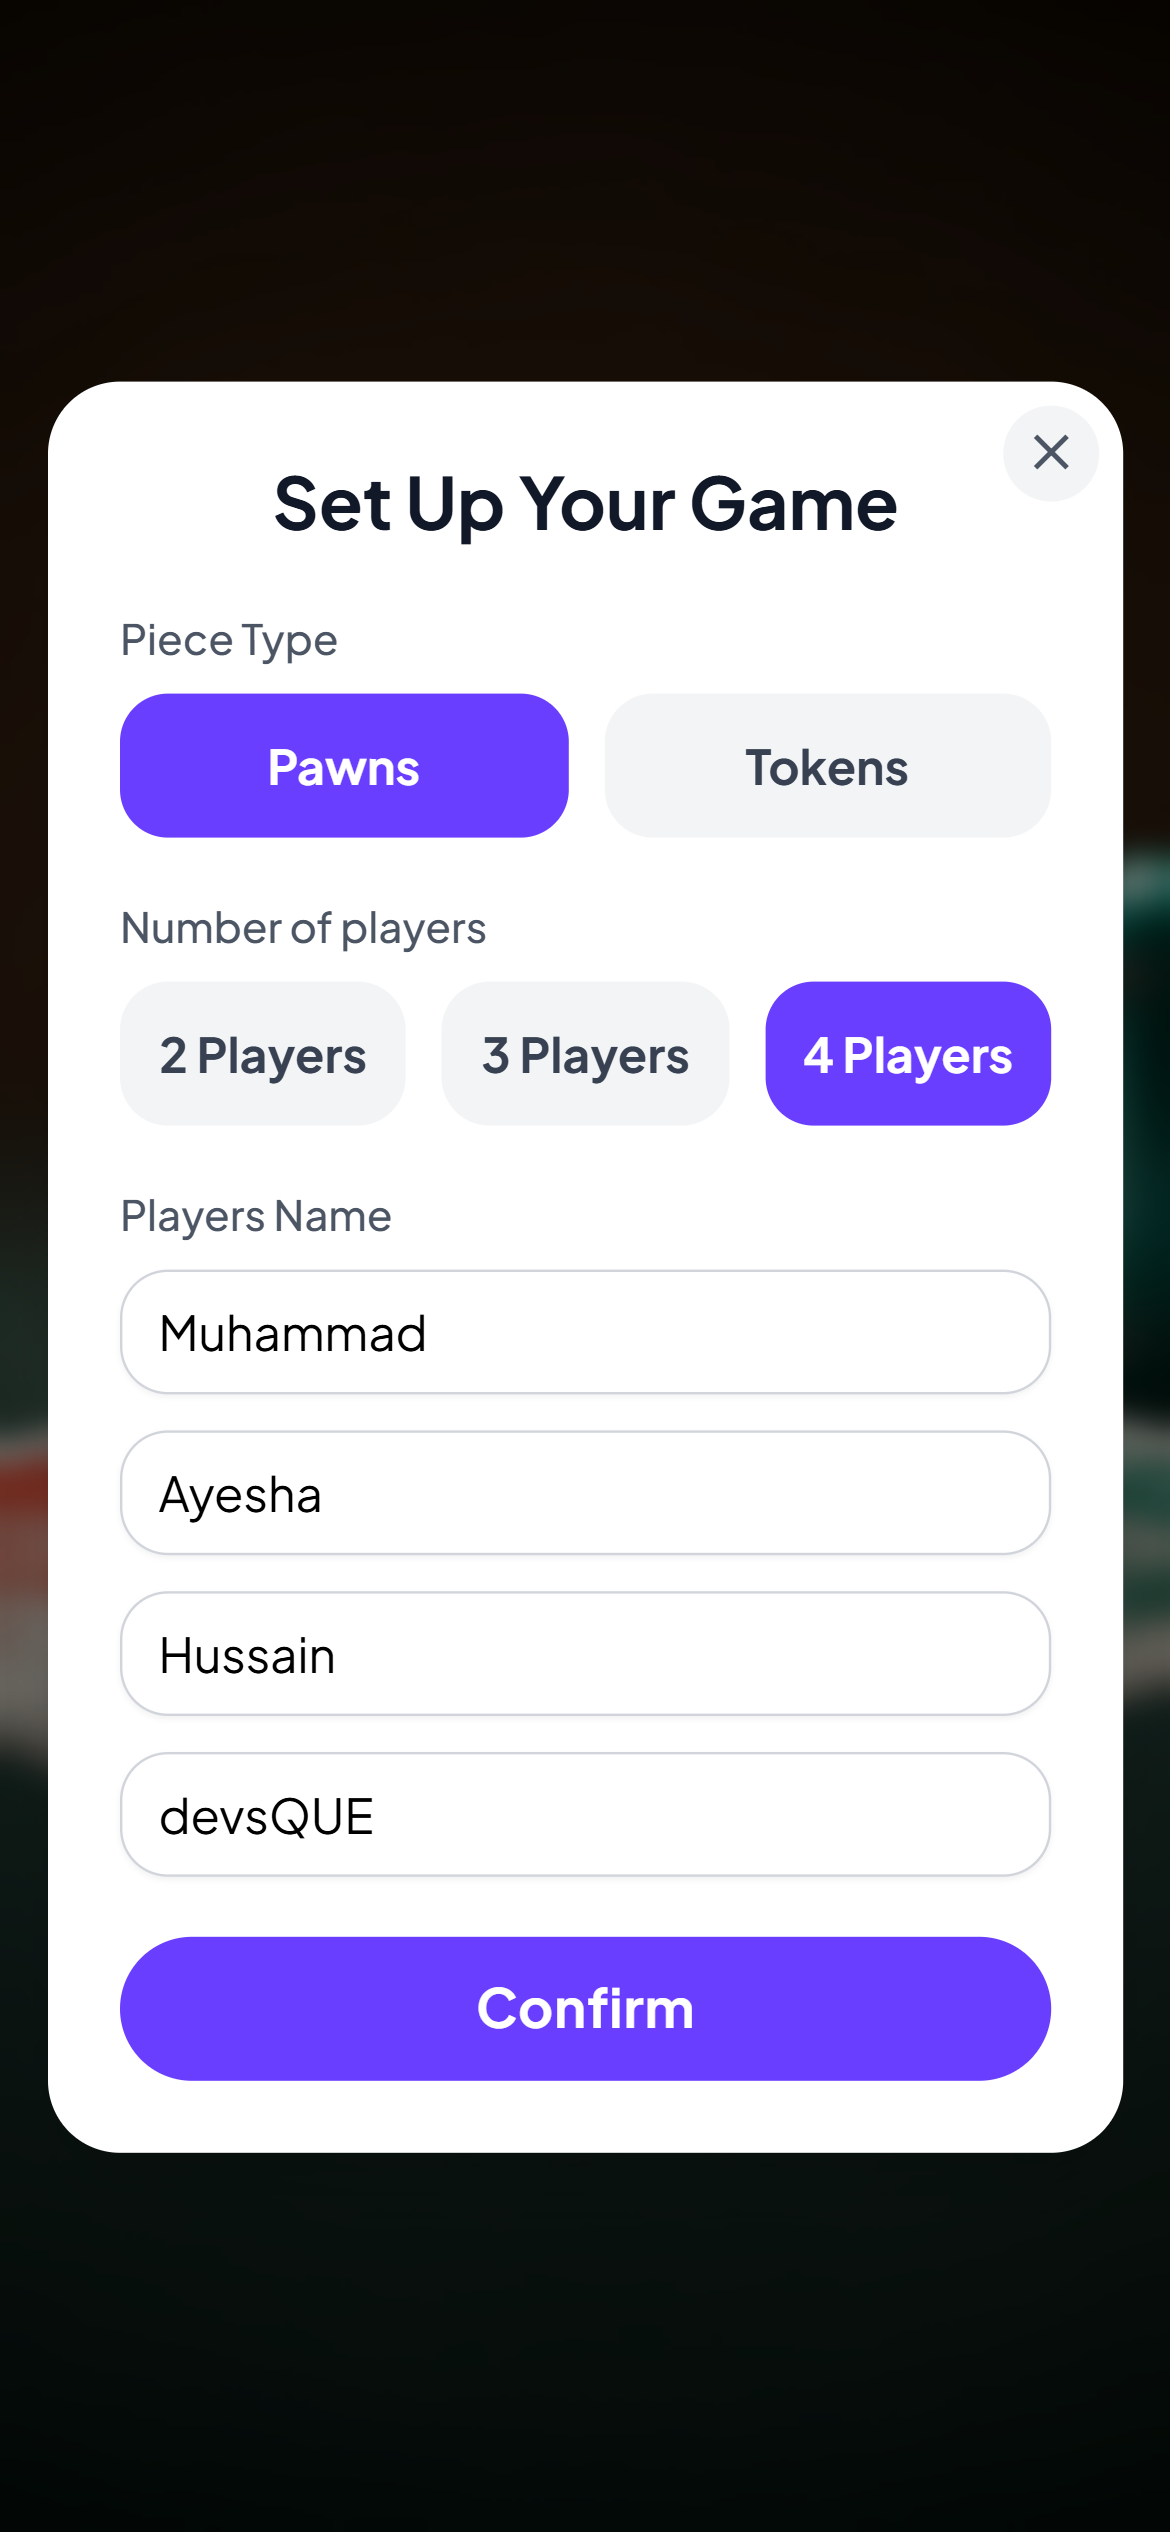 Set Up Your Game
Piece Type
Pawns Tokens
Number of players
2 Players 3 Players 4 Players
Players Name
Muhammad
Ayesha
Hussain
devsQUE
Confirm